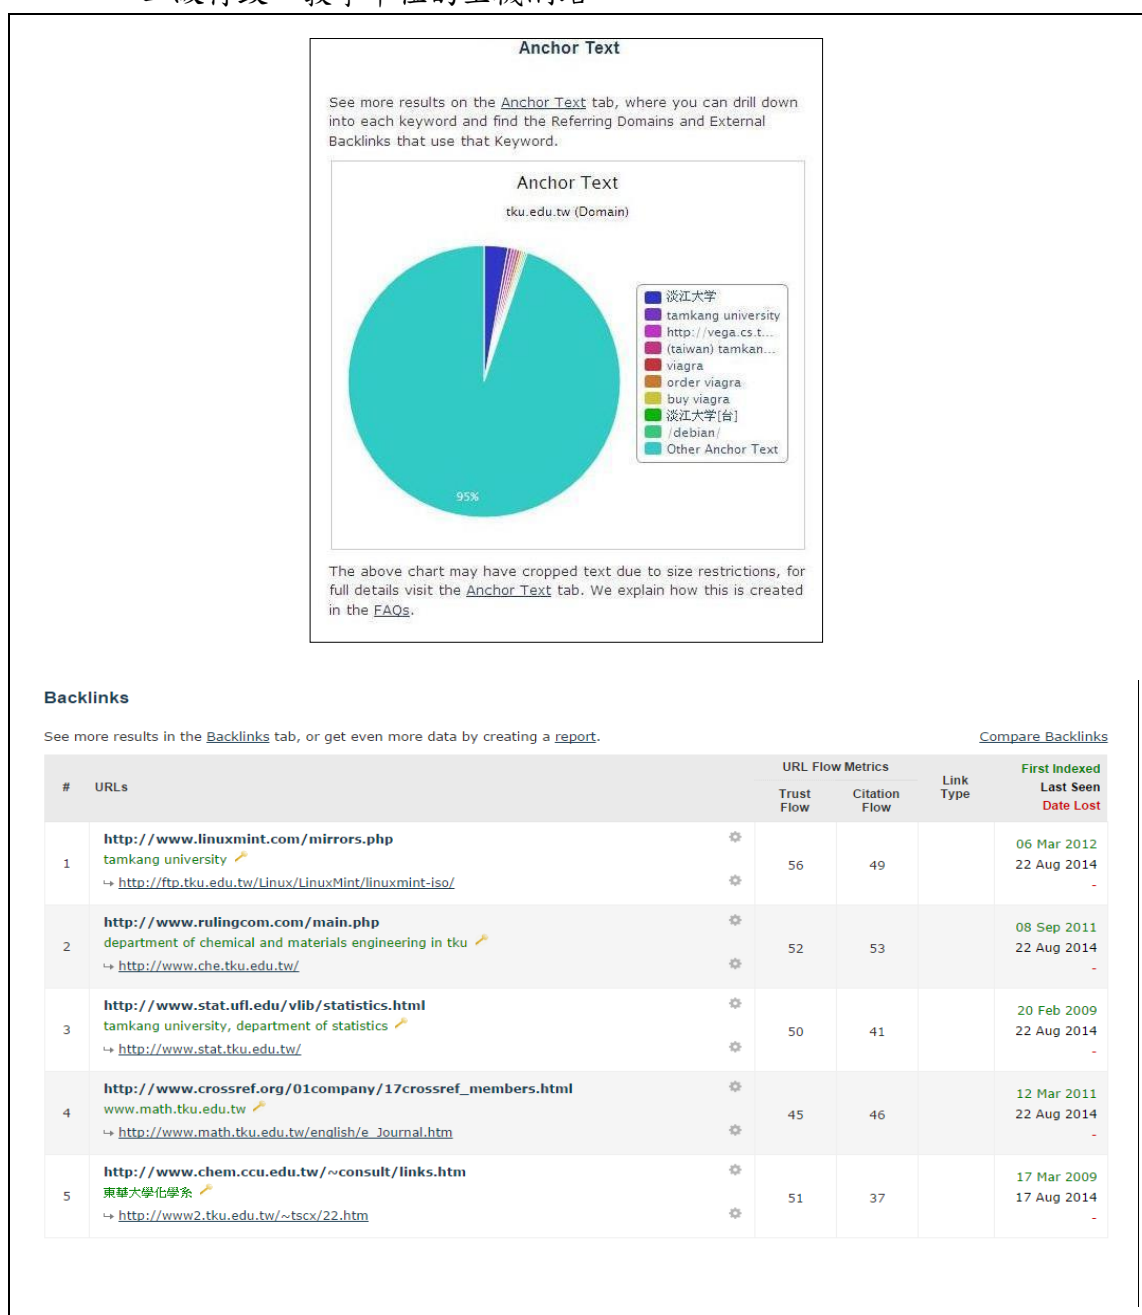 Anchor Text
See more results on the Anchor Text tab, where you can drill down
into each keyword and find the Referring Domains and External
Backlinks that use that Keyword.
Anchor Text
tku.edu.tw (Domain)
淡江大学
tamkang university
http://vega.cs.t...
(taiwan) tamkan...
viagra
order viagra
buy viagra
淡江大学[台]
/debian/
Other Anchor Text
95%
The above chart may have cropped text due to size restrictions, for
full details visit the Anchor Text tab. We explain how this is created
in the FAQs.
Backlinks
See more results in the Backlinks tab, or get even more data by creating a report. Compare Backlinks
# URLs URL Flow Metrics Link Type First Indexed
Trust Flow Citation Flow Last Seen
Date Lost
http://www.linuxmint.com/mirrors.php 06 Mar 2012
1 tamkang university 56 49 22 Aug 2014
http://ftp.tku.edu.tw/Linux/LinuxMint/linuxmint-iso/ -
http://www.rulingcom.com/main.php 08 Sep 2011
2 department of chemical and materials engineering in tku 52 53 22 Aug 2014
http://www.che.tku.edu.tw/ -
http://www.stat.ufl.edu/vlib/statistics.html 20 Feb 2009
3 tamkang university, department of statistics 50 41 22 Aug 2014
http://www.stat.tku.edu.tw/ -
http://www.crossref.org/01company/17crossref_members.html 12 Mar 2011
4 www.math.tku.edu.tw 45 46 22 Aug 2014
http://www.math.tku.edu.tw/english/e_Journal.htm -
http://www.chem.ccu.edu.tw/~consult/links.htm 17 Mar 2009
5 東華大學化學系 51 37 17 Aug 2014
http://www2.tku.edu.tw/~tscx/22.htm -